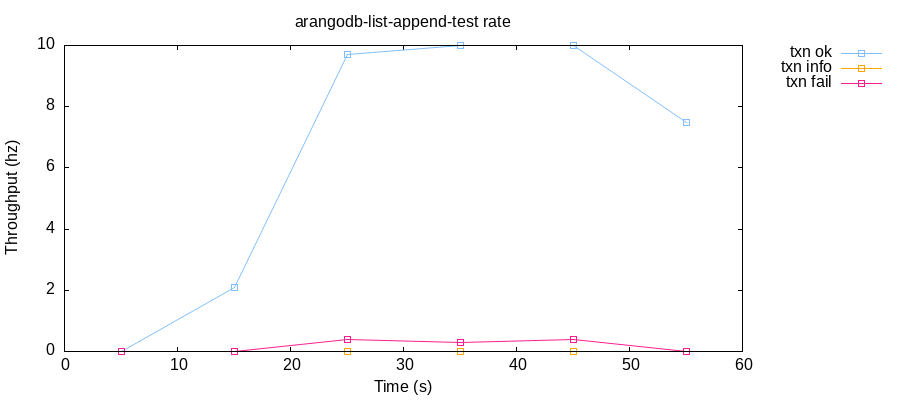 arangodb-list-append-test rate
txn ok
txn info
txn fail
10
8
6
4
2
0
Throughput (hz)
0 10 20 30 40 50 60
Time (s)